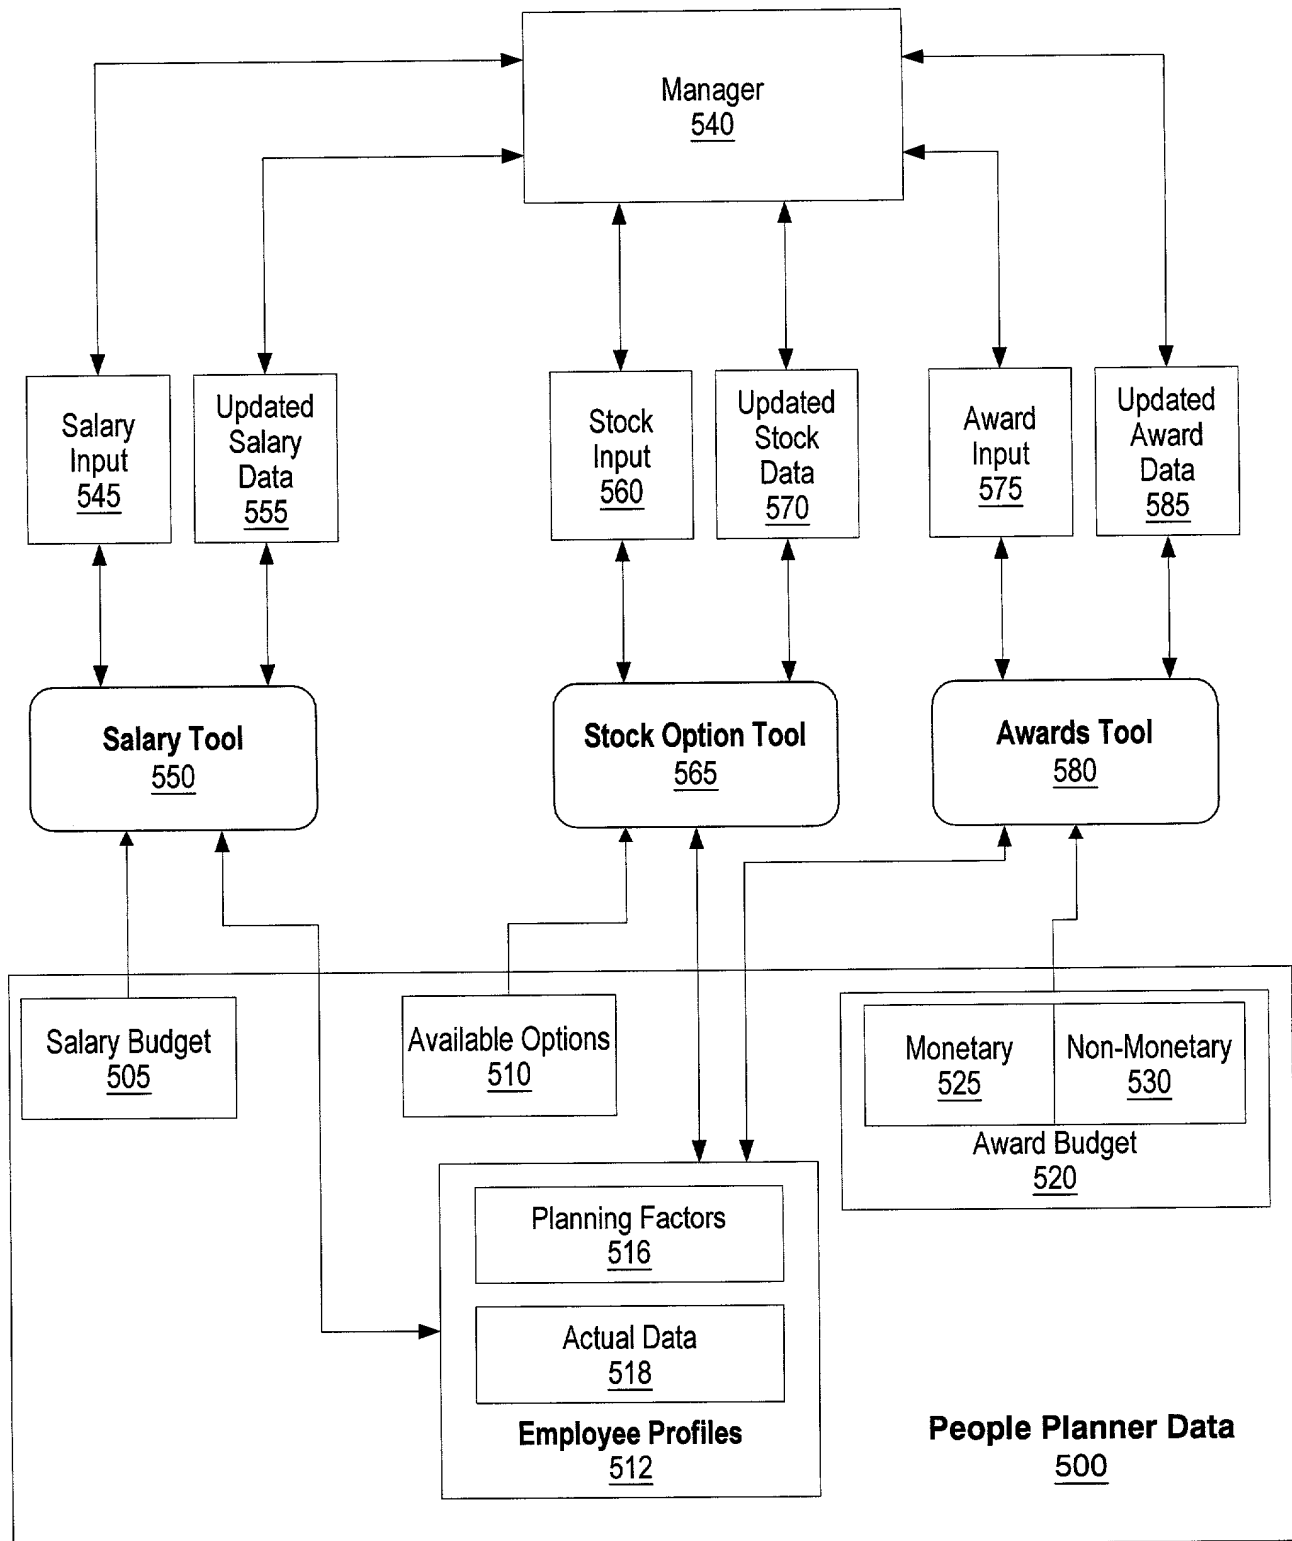 Manager
540
Salary
Input
545
Updated
Salary
Data
555
Stock
Input
560
Updated
Stock
Data
570
Award
Input
575
Updated
Award
Data
585
Salary Tool
550
Stock Option Tool
565
Awards Tool
580
Salary Budget
505
Available Options
510
Monetary
525
Non-Monetary
530
Award Budget
520
Planning Factors
516
Actual Data
518
Employee Profiles
512
People Planner Data
500